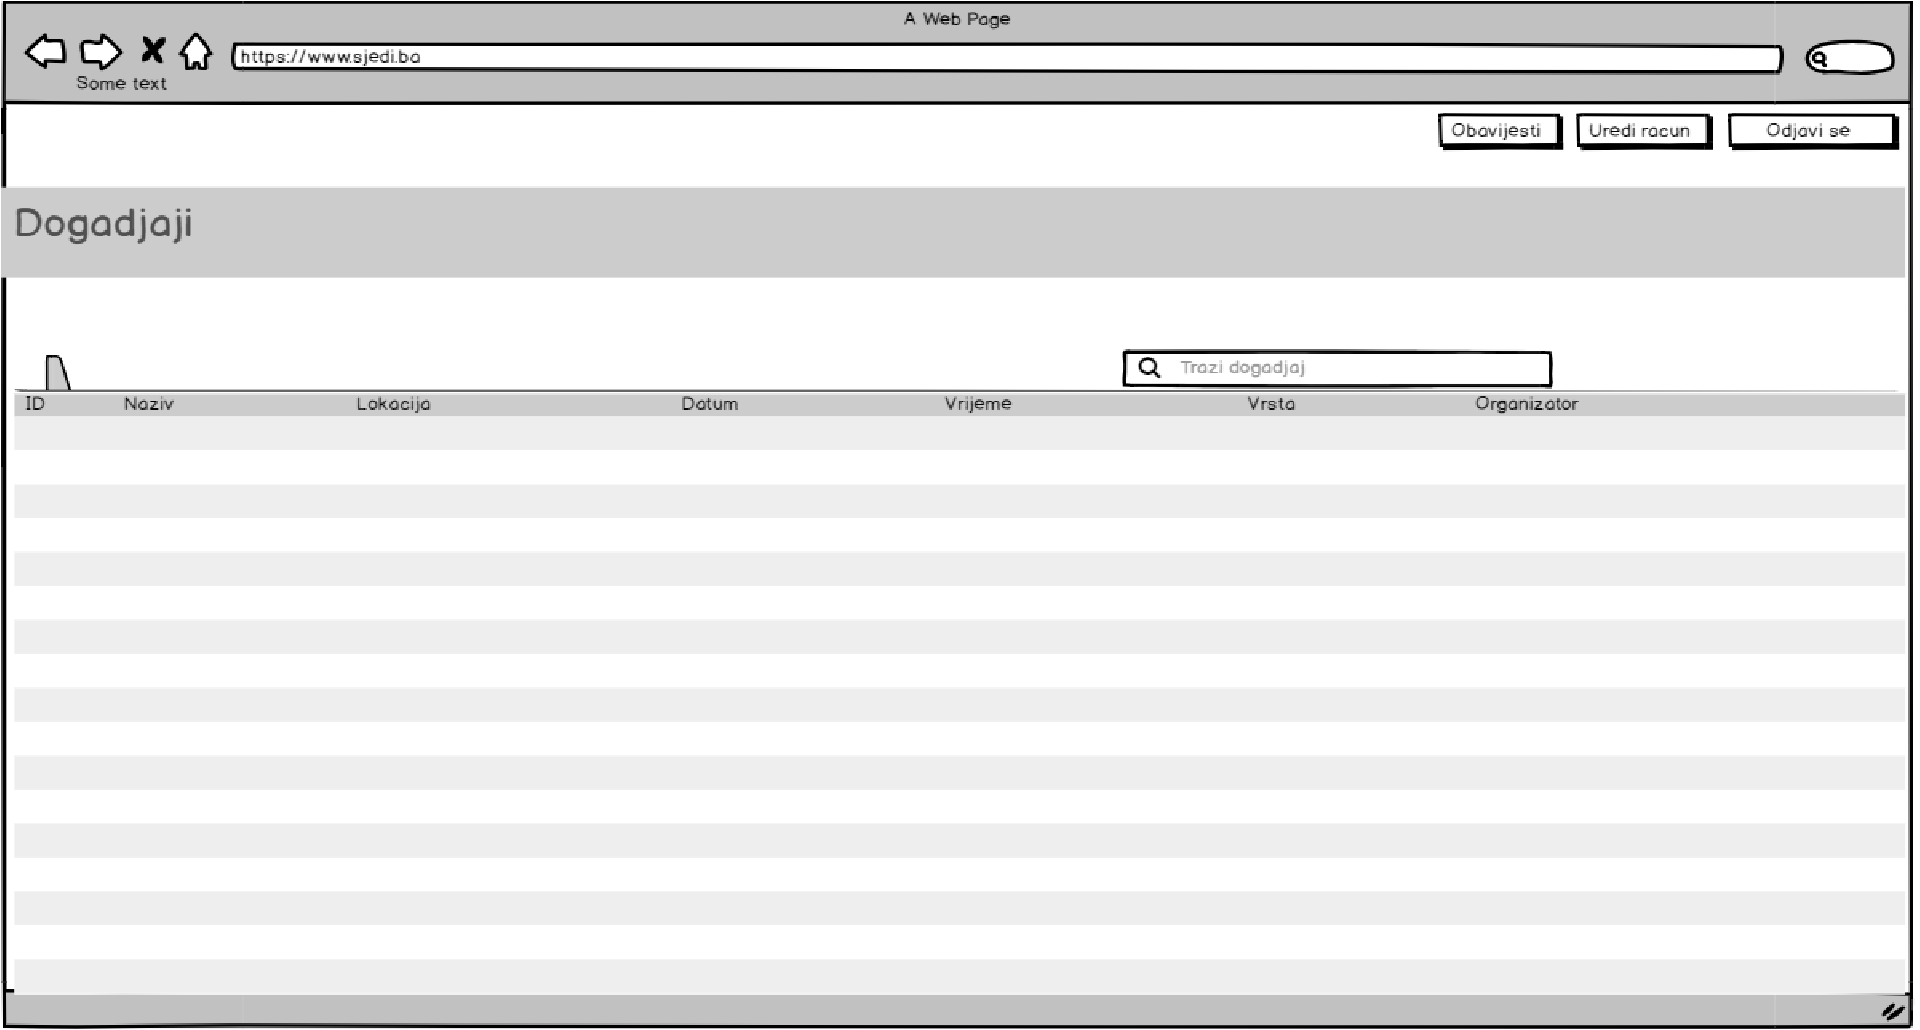 A Web Page
https://www.sjedi.ba
Some text
Obavijesti Uredi racun Odjavi se
Dogadjaji
Trazi dogadjaj
ID Naziv Lokacija Datum Vrijeme Vrsta Organizator